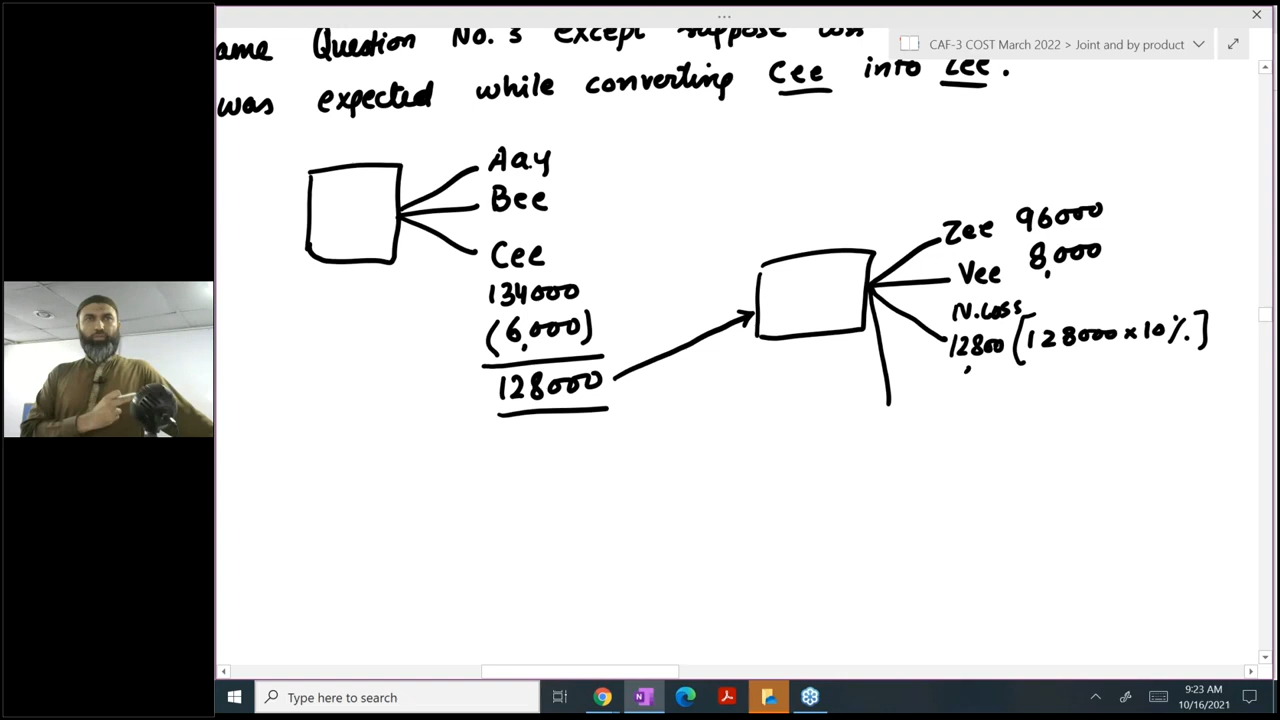 ...
CAF-3 COST March 2022 > Joint and by product
ame Question No. 3 except suppose
was expected while converting Cee into Zee.
Aay
Bee
Cee
134000
(6,000)
128000
Zee 96000
Vee 8,000
N.Loss
12800 [128000 × 10%.]
Type here to search
9:23 AM
10/16/2021